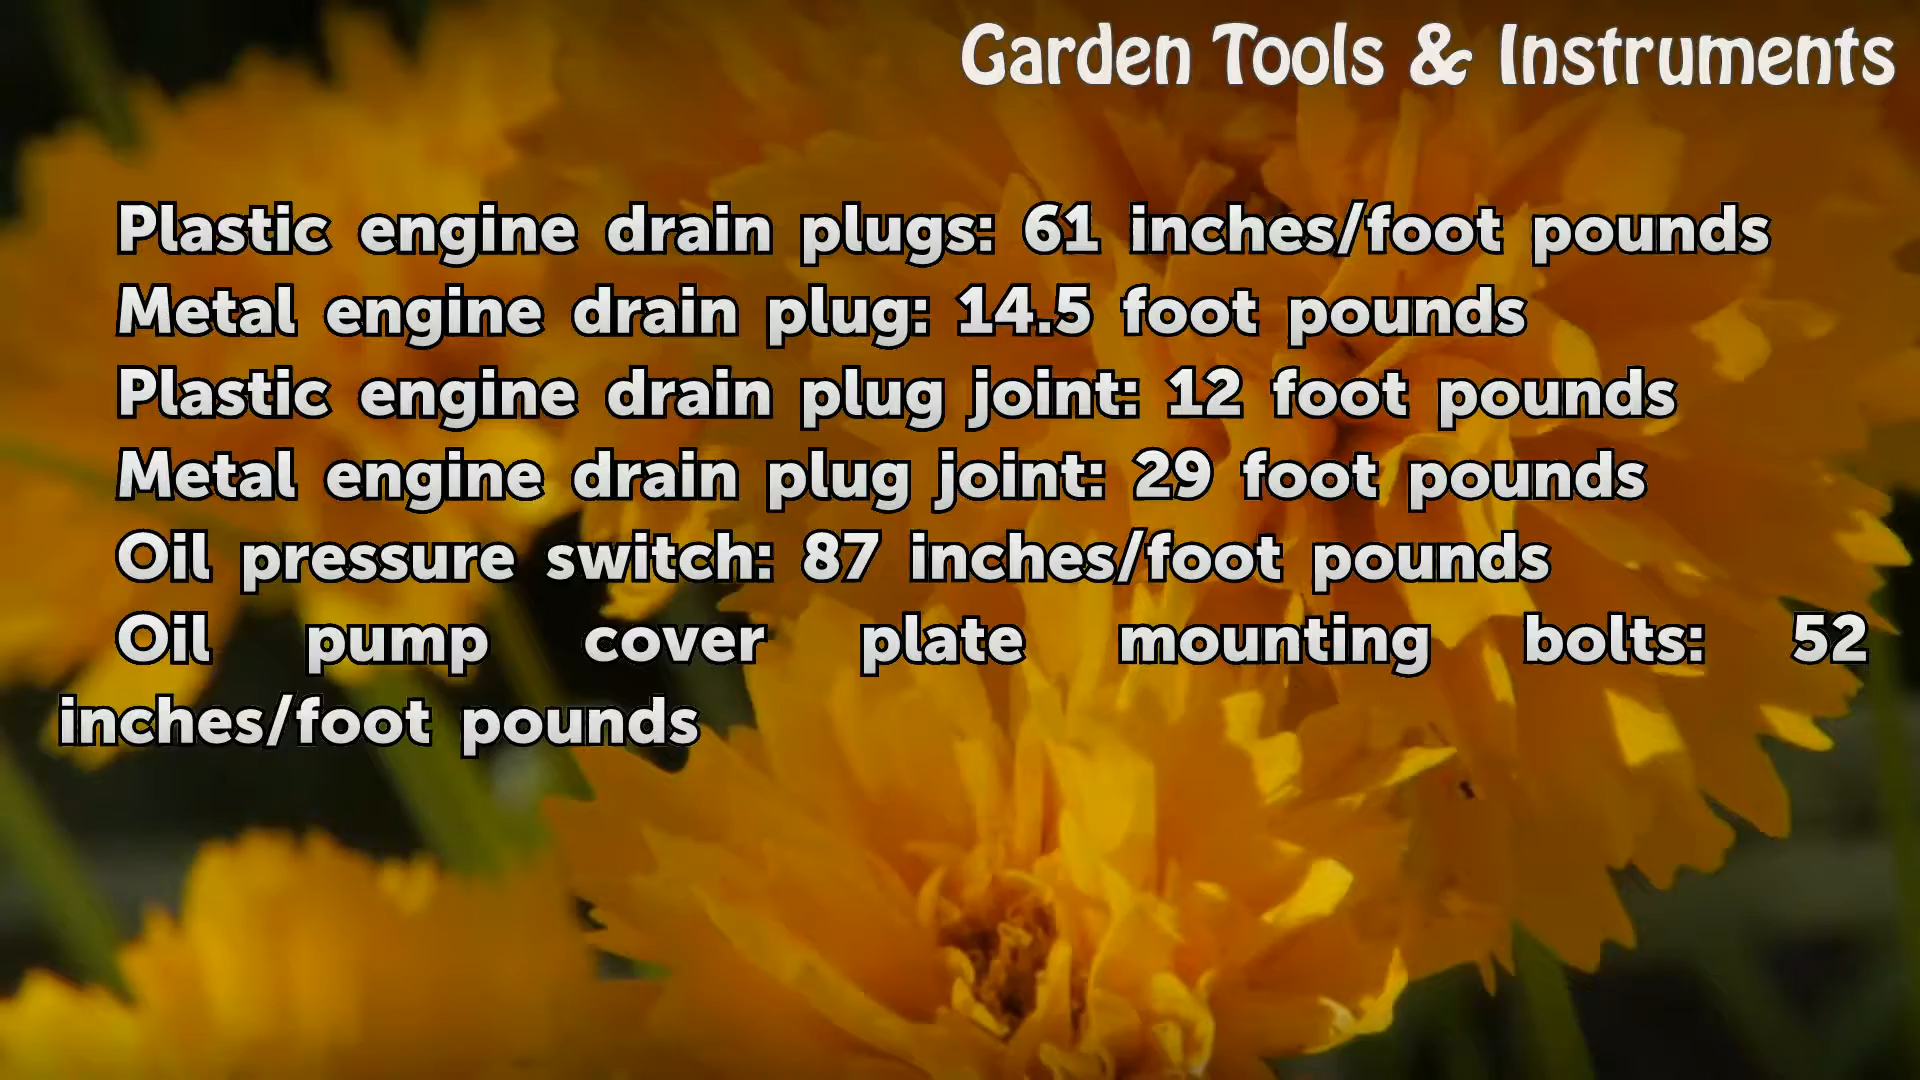 Garden Tools & Instruments
Plastic engine drain plugs: 61 inches/foot pounds
Metal engine drain plug: 14.5 foot pounds
Plastic engine drain plug joint: 12 foot pounds
Metal engine drain plug joint: 29 foot pounds
Oil pressure switch: 87 inches/foot pounds
Oil pump cover plate mounting bolts: 52
inches/foot pounds